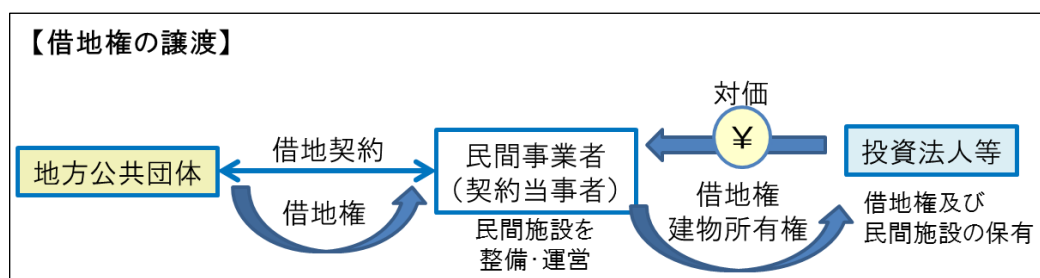 【借地権の譲渡】
地方公共団体
借地契約
借地権
民間事業者
（契約当事者）
民間施設を
整備・運営
対価
￥
借地権
建物所有権
投資法人等
借地権及び
民間施設の保有